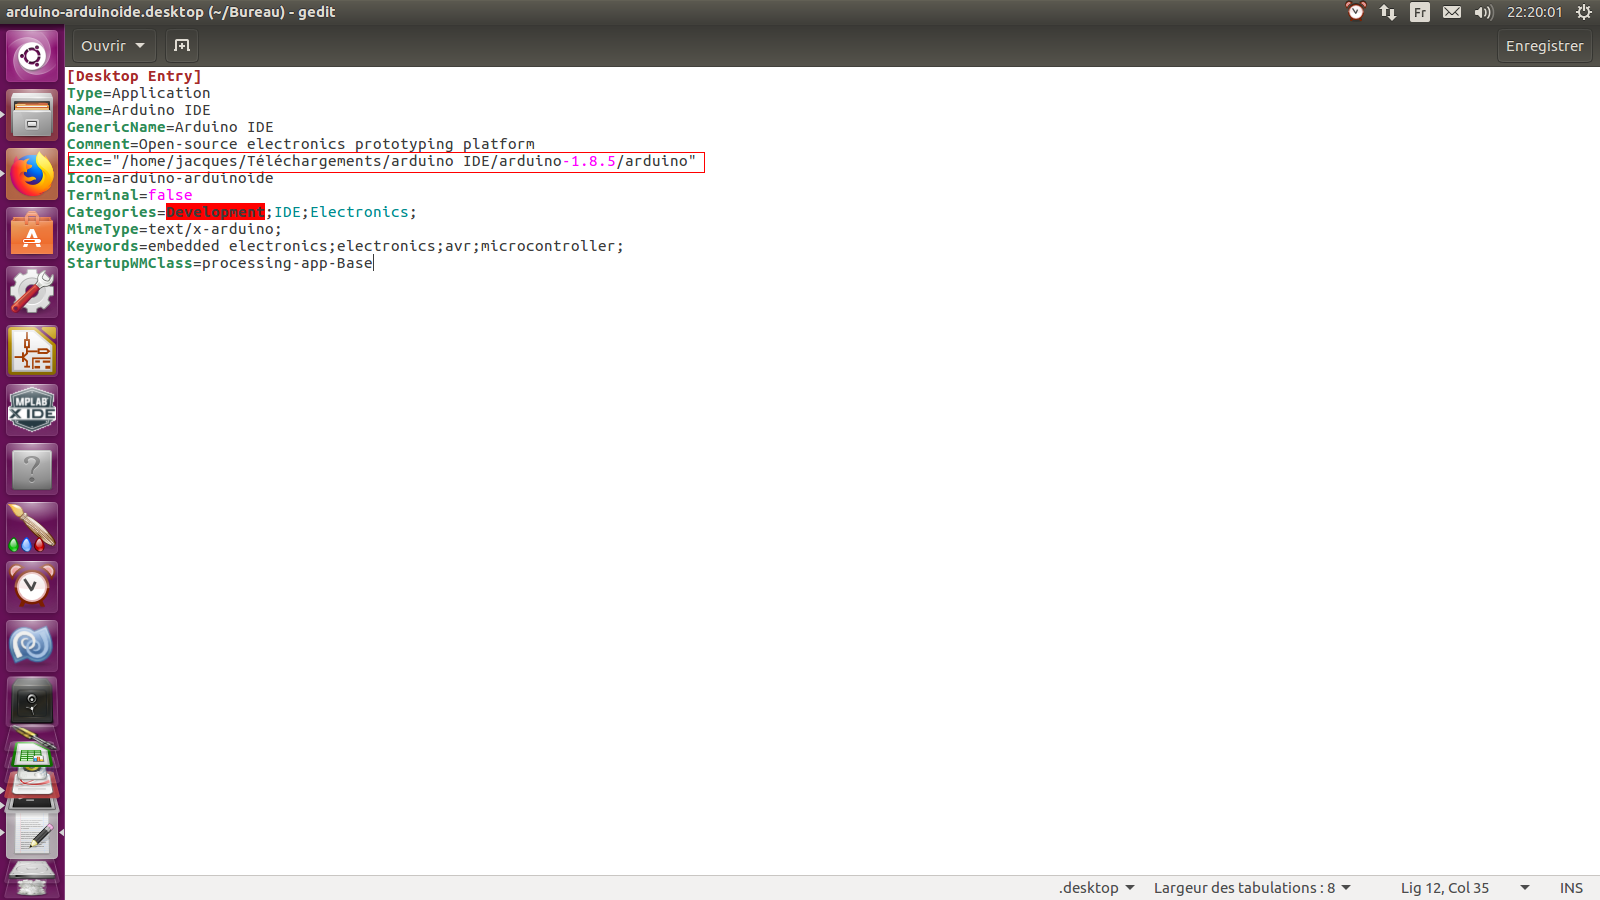 arduino-arduinoide.desktop (~/Bureau) - gedit
Fr
22:20:01
Ouvrir
Enregistrer
[Desktop Entry]
Type=Application
Name=Arduino IDE
GenericName=Arduino IDE
Comment=Open-source electronics prototyping platform
Exec="/home/jacques/Téléchargements/arduino IDE/arduino-1.8.5/arduino"
Icon=arduino-arduinoide
Terminal=false
Categories=Development;IDE;Electronics;
MimeType=text/x-arduino;
Keywords=embedded electronics;electronics;avr;microcontroller;
StartupWMClass=processing-app-Base
A
MPLAB
X IDE
?
.desktop
Largeur des tabulations : 8
Lig 12, Col 35
INS